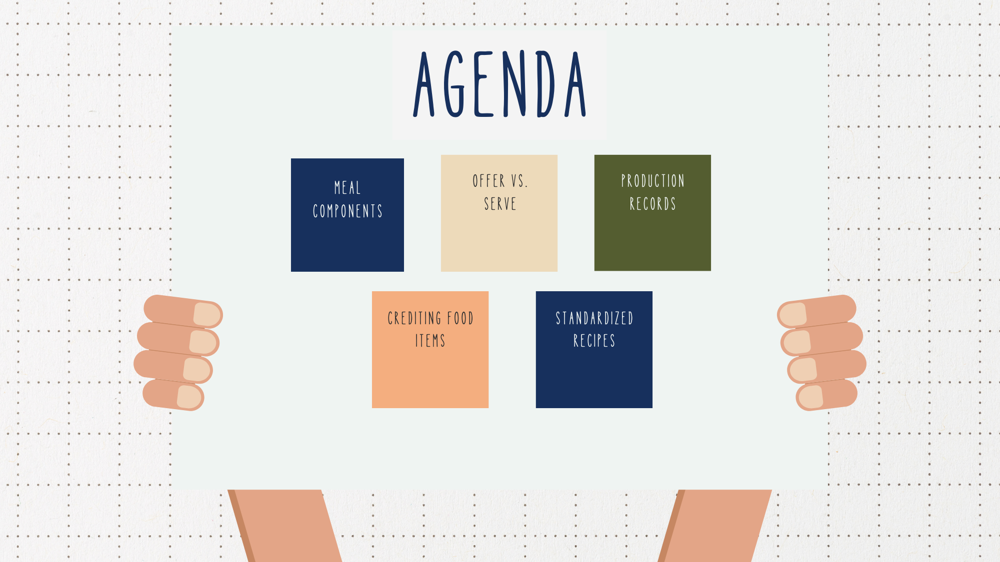 AGENDA
MEAL
COMPONENTS
OFFER VS.
SERVE
PRODUCTION
RECORDS
CREDITING FOOD
ITEMS
STANDARDIZED
RECIPES